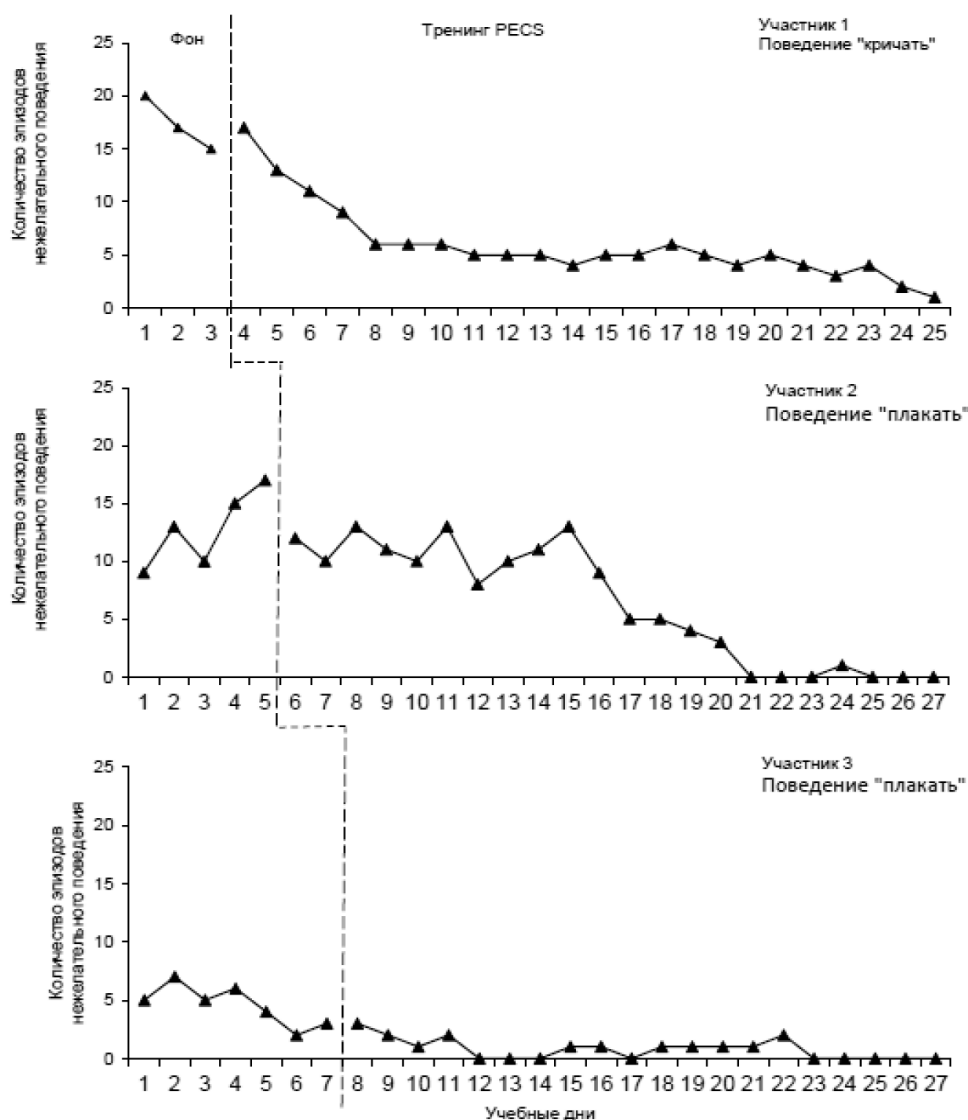 Фон
Тренинг PECS
Участник 1
Поведение "кричать"
Количество эпизодов
нежелательного поведения
25
20
15
10
5
0
1 2 3 4 5 6 7 8 9 10 11 12 13 14 15 16 17 18 19 20 21 22 23 24 25
Участник 2
Поведение "плакать"
Количество эпизодов
нежелательного поведения
25
20
15
10
5
0
1 2 3 4 5 6 7 8 9 10 11 12 13 14 15 16 17 18 19 20 21 22 23 24 25 26 27
Участник 3
Поведение "плакать"
Количество эпизодов
нежелательного поведения
25
20
15
10
5
0
1 2 3 4 5 6 7 8 9 10 11 12 13 14 15 16 17 18 19 20 21 22 23 24 25 26 27
Учебные дни